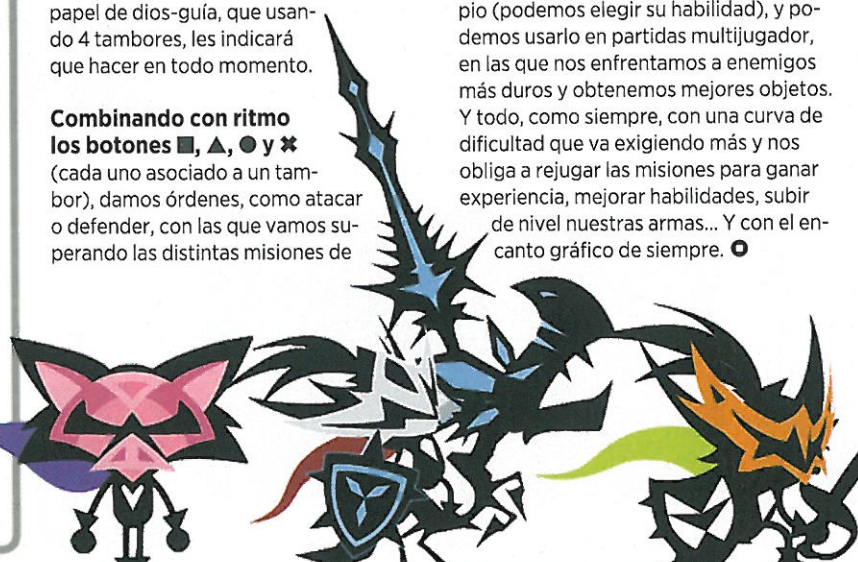 papel de dios-guía, que usan-
do 4 tambores, les indicará
que hacer en todo momento.
Combinando con ritmo
los botones ■, ▲, ● y ✖
(cada uno asociado a un tam-
bor), damos órdenes, como atacar
o defender, con las que vamos su-
perando las distintas misiones de
pio (podemos elegir su habilidad), y po-
demos usarlo en partidas multijugador,
en las que nos enfrentamos a enemigos
más duros y obtenemos mejores objetos.
Y todo, como siempre, con una curva de
dificultad que va exigiendo más y nos
obliga a rejugar las misiones para ganar
experiencia, mejorar habilidades, subir
de nivel nuestras armas... Y con el en-
canto gráfico de siempre.